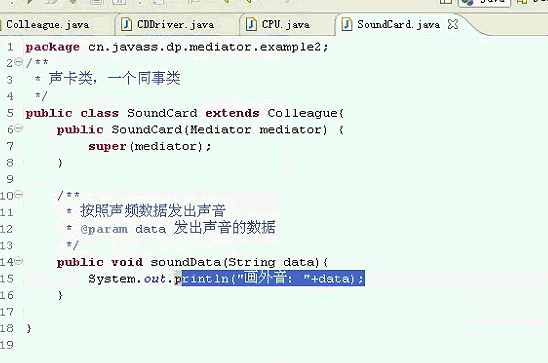 Colleague.java
CDDriver.java
CPU.java
SoundCard.java
1 package cn.javass.dp.mediator.example2;
2 /**
3  * 声卡类，一个同事类
4  */
5 public class SoundCard extends Colleague{
6     public SoundCard(Mediator mediator) {
7         super(mediator);
8     }
9
10     /**
11      * 按照声频数据发出声音
12      * @param data 发出声音的数据
13      */
14     public void soundData(String data){
15         System.out.println("画外音: "+data);
16     }
17
18 }
19